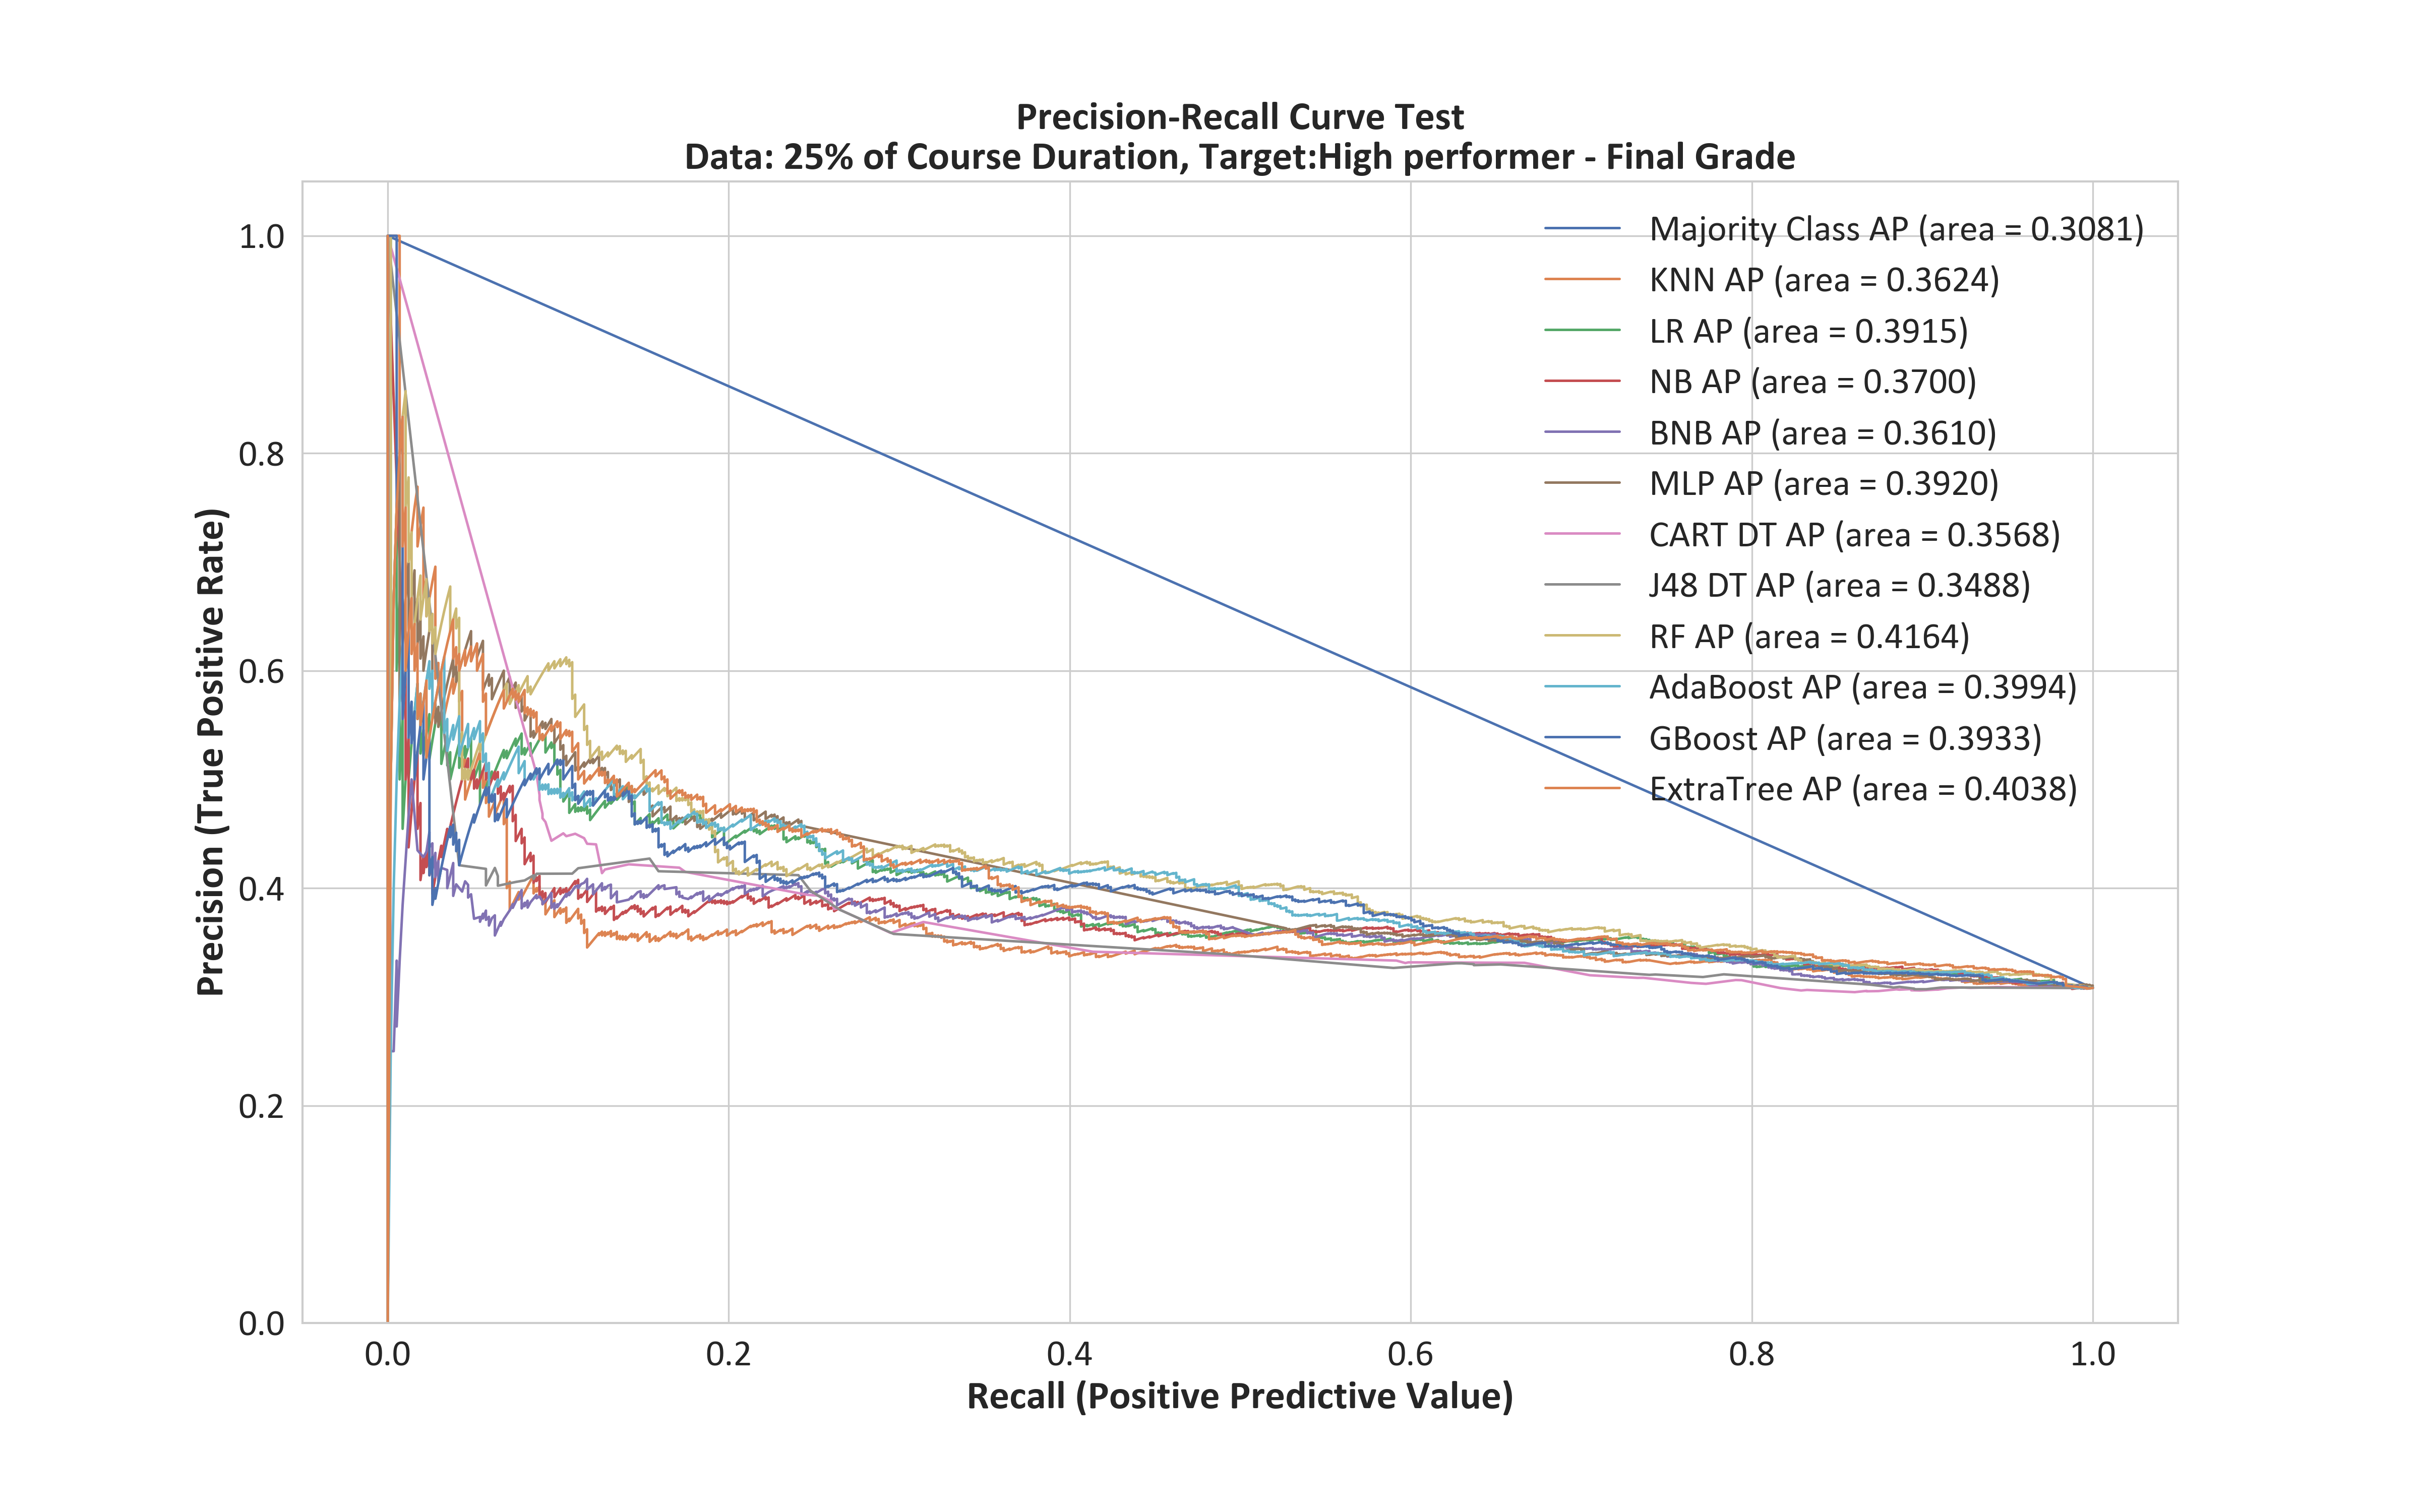 Precision-Recall Curve Test
Data: 25% of Course Duration, Target:High performer - Final Grade
Majority Class AP (area = 0.3081)
KNN AP (area = 0.3624)
LR AP (area = 0.3915)
NB AP (area = 0.3700)
BNB AP (area = 0.3610)
MLP AP (area = 0.3920)
CART DT AP (area = 0.3568)
J48 DT AP (area = 0.3488)
RF AP (area = 0.4164)
AdaBoost AP (area = 0.3994)
GBoost AP (area = 0.3933)
ExtraTree AP (area = 0.4038)
Precision (True Positive Rate)
1.0
0.8
0.6
0.4
0.2
0.0
0.0 0.2 0.4 0.6 0.8 1.0
Recall (Positive Predictive Value)